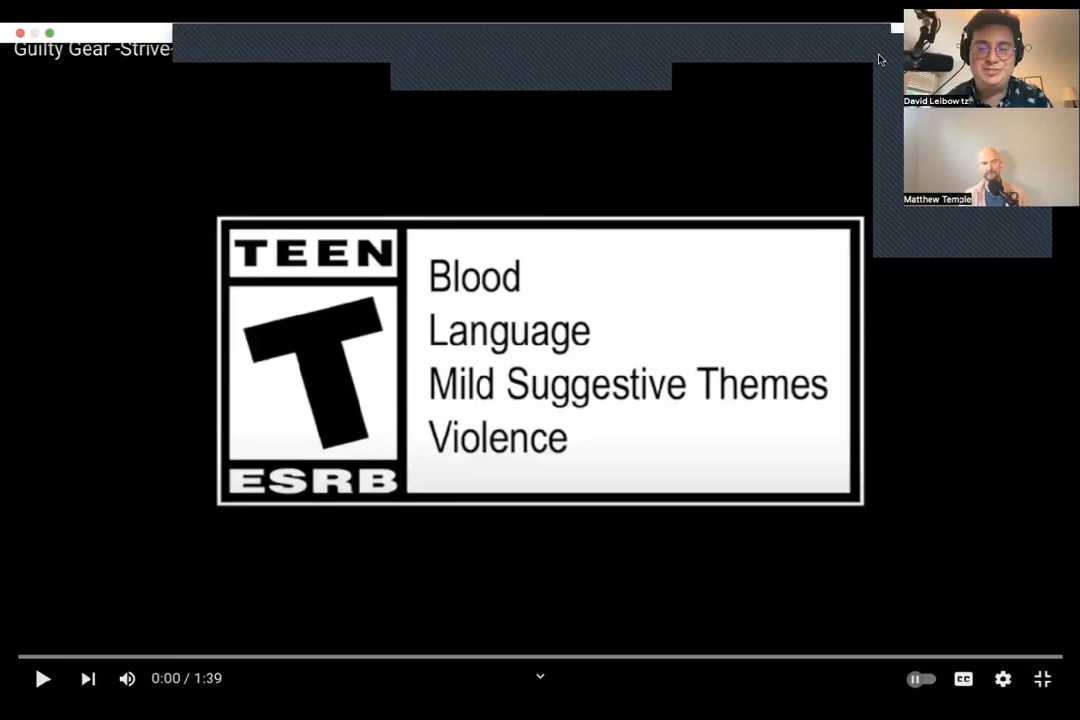 Guilty Gear -Strive-
David Leibowitz
Matthew Temple
TEEN
T
ESRB
Blood
Language
Mild Suggestive Themes
Violence
0:00 / 1:39
CC